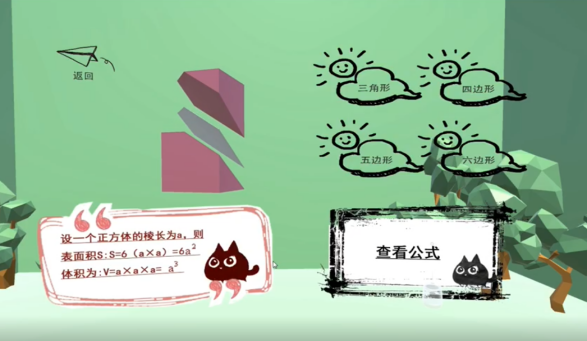 返回
三角形
四边形
五边形
六边形
设一个正方体的棱长为a，则
表面积S:S=6（a×a）=6a²
体积为:V=a×a×a= a³
查看公式